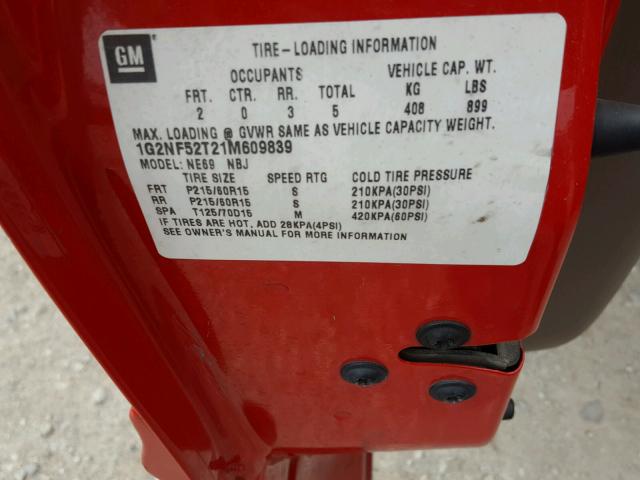 GM
TIRE-LOADING INFORMATION
OCCUPANTS VEHICLE CAP. WT.
FRT. CTR. RR. TOTAL KG LBS
2 0 3 5 408 899
MAX. LOADING @ GVWR SAME AS VEHICLE CAPACITY WEIGHT.
1G2NF52T21M609839
MODEL: NE69 NBJ
TIRE SIZE SPEED RTG COLD TIRE PRESSURE
FRT P215/60R15 S 210KPA(30PSI)
RR P215/60R15 S 210KPA(30PSI)
SPA T125/70D15 M 420KPA(60PSI)
IF TIRES ARE HOT, ADD 28KPA(4PSI)
SEE OWNER'S MANUAL FOR MORE INFORMATION